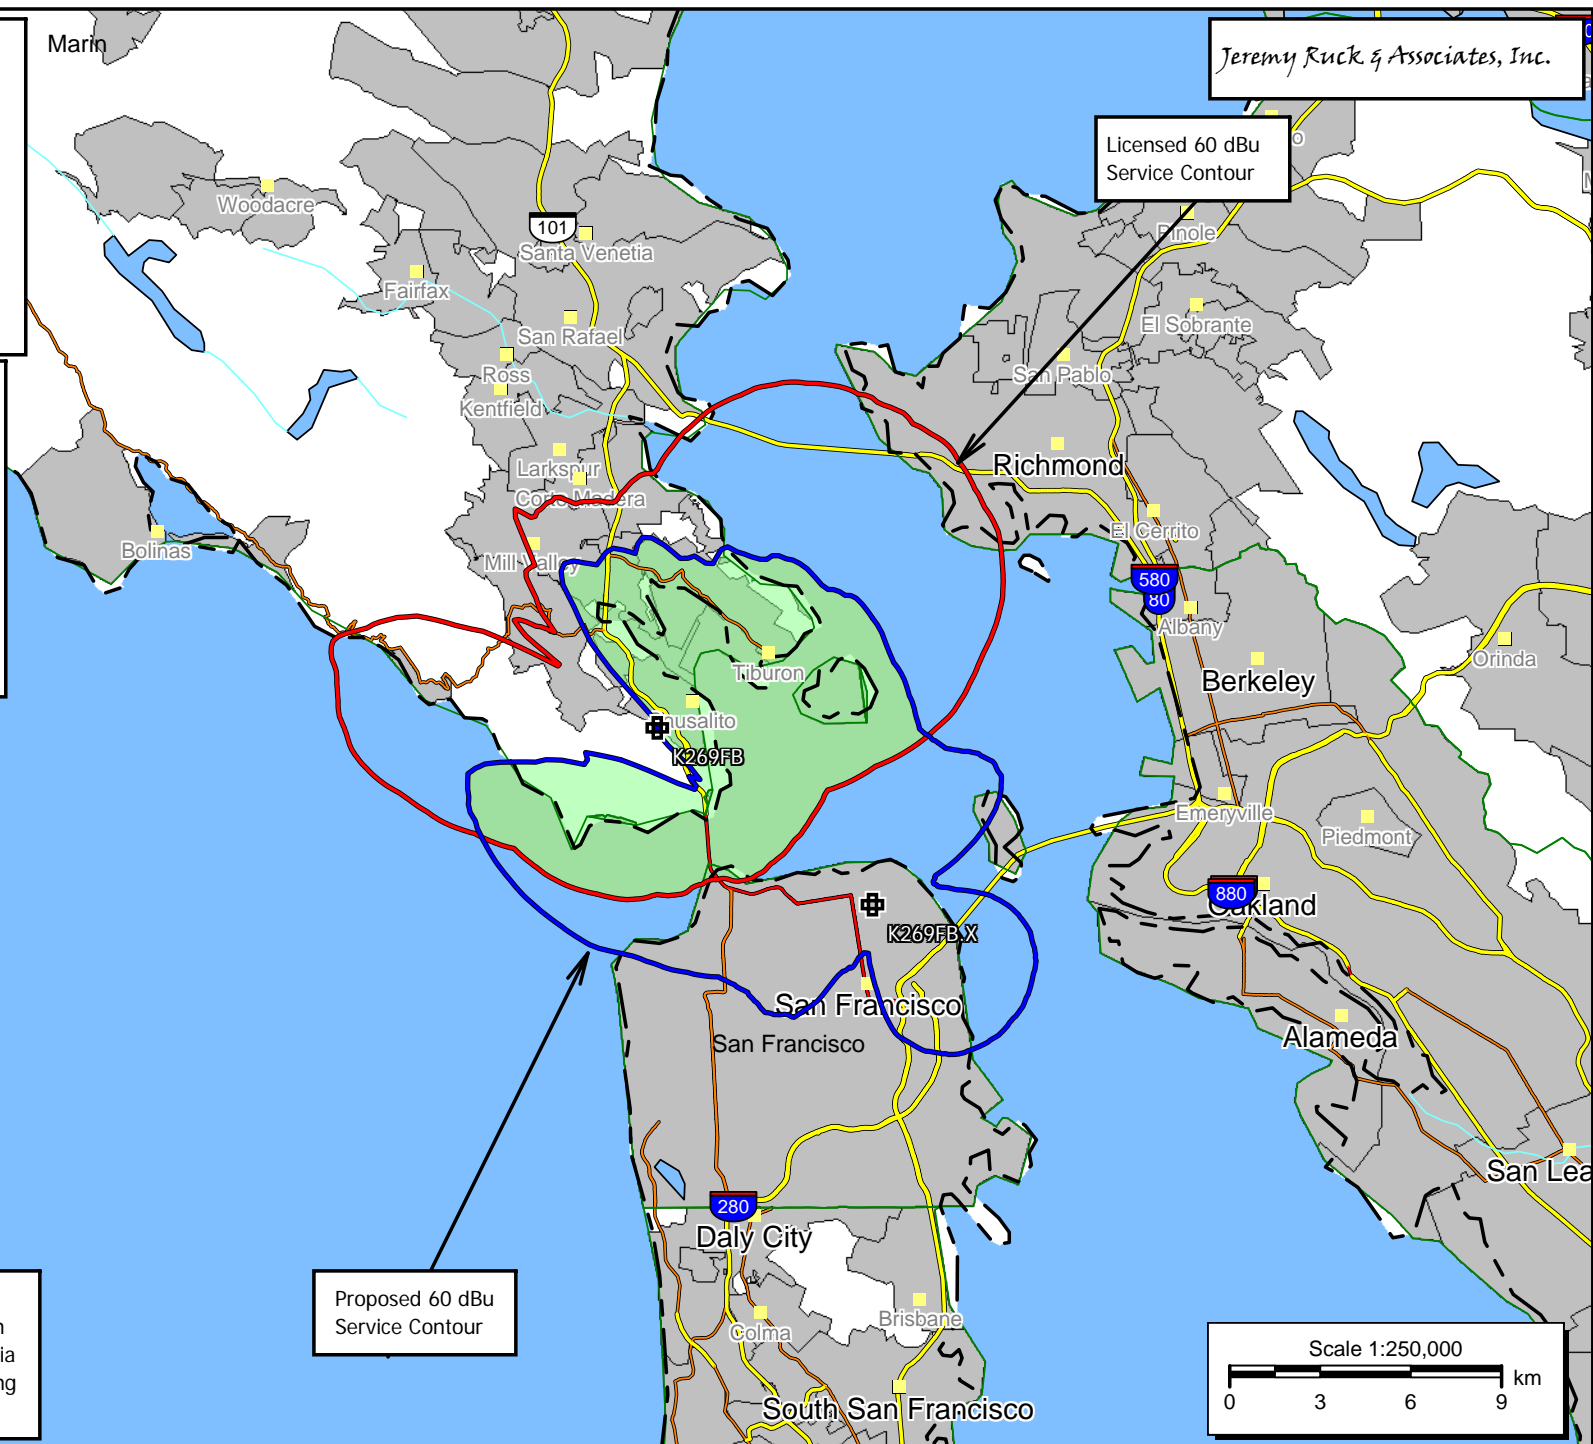 Marin
Jeremy Ruck & Associates, Inc.
Licensed 60 dBu
Service Contour
Woodacre
101
Santa Venetia
Pinole
Fairfax
San Rafael
El Sobrante
Ross
San Pablo
Kentfield
Larkspur
Richmond
Corte Madera
El Cerrito
Bolinas
Mill Valley
580
80
Albany
Tiburon
Orinda
Berkeley
K269FB
Emeryville
Piedmont
880
Oakland
K269FB.X
San Francisco
San Francisco
Alameda
San Lea
280
Daly City
Proposed 60 dBu
Service Contour
Colma
Brisbane
South San Francisco
Scale 1:250,000
km
0 3 6 9